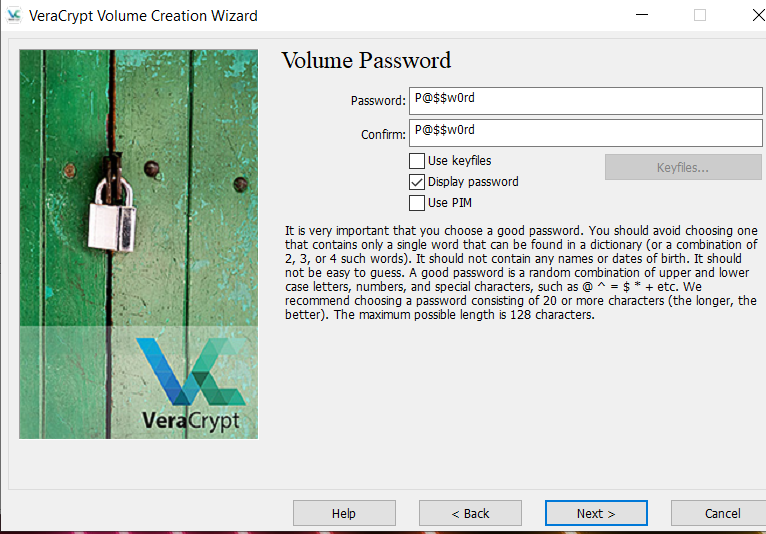 VeraCrypt Volume Creation Wizard
Volume Password
Password: P@$$w0rd
Confirm: P@$$w0rd
Use keyfiles Keyfiles...
Display password
Use PIM
It is very important that you choose a good password. You should avoid choosing one
that contains only a single word that can be found in a dictionary (or a combination of
2, 3, or 4 such words). It should not contain any names or dates of birth. It should
not be easy to guess. A good password is a random combination of upper and lower
case letters, numbers, and special characters, such as @ ^ = $ * + etc. We
recommend choosing a password consisting of 20 or more characters (the longer, the
better). The maximum possible length is 128 characters.
VeraCrypt
Help < Back Next > Cancel